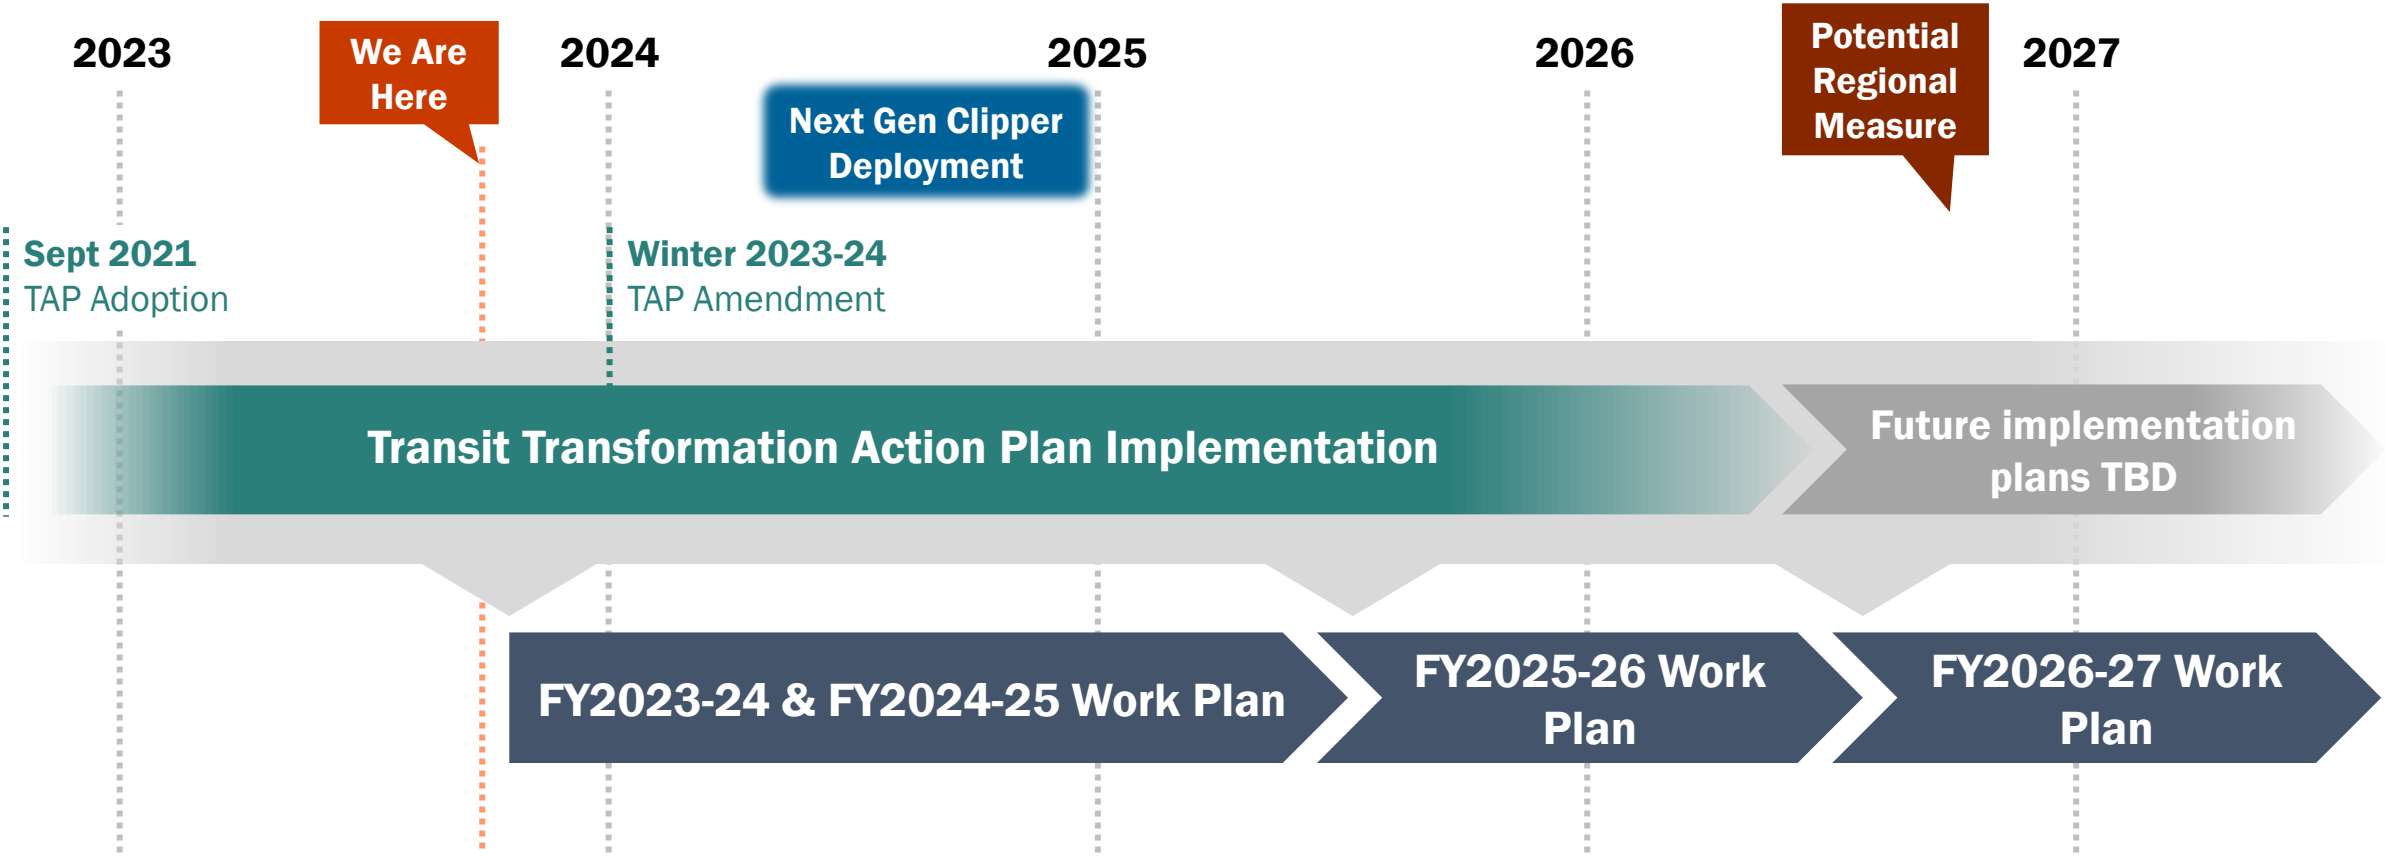 2023
We Are
Here
2024
2025
2026
Potential
Regional
Measure
2027
Next Gen Clipper
Deployment
Sept 2021
TAP Adoption
Winter 2023-24
TAP Amendment
Transit Transformation Action Plan Implementation
Future implementation
plans TBD
FY2023-24 & FY2024-25 Work Plan
FY2025-26 Work
Plan
FY2026-27 Work
Plan